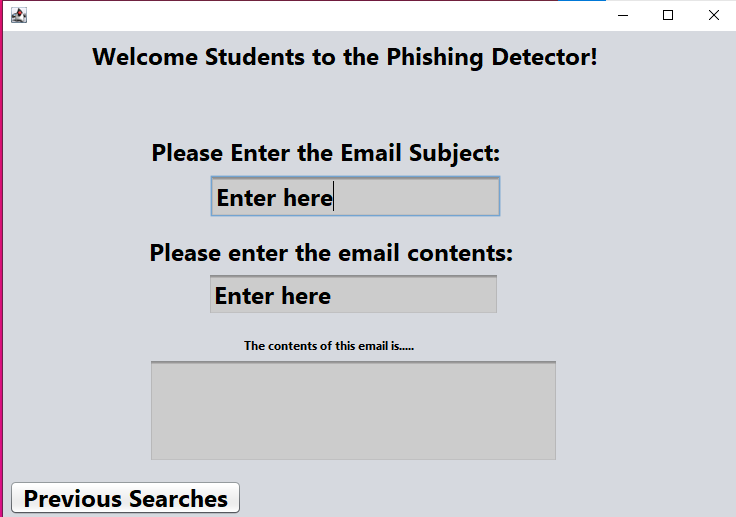 Welcome Students to the Phishing Detector!
Please Enter the Email Subject:
Enter here
Please enter the email contents:
Enter here
The contents of this email is.....
Previous Searches